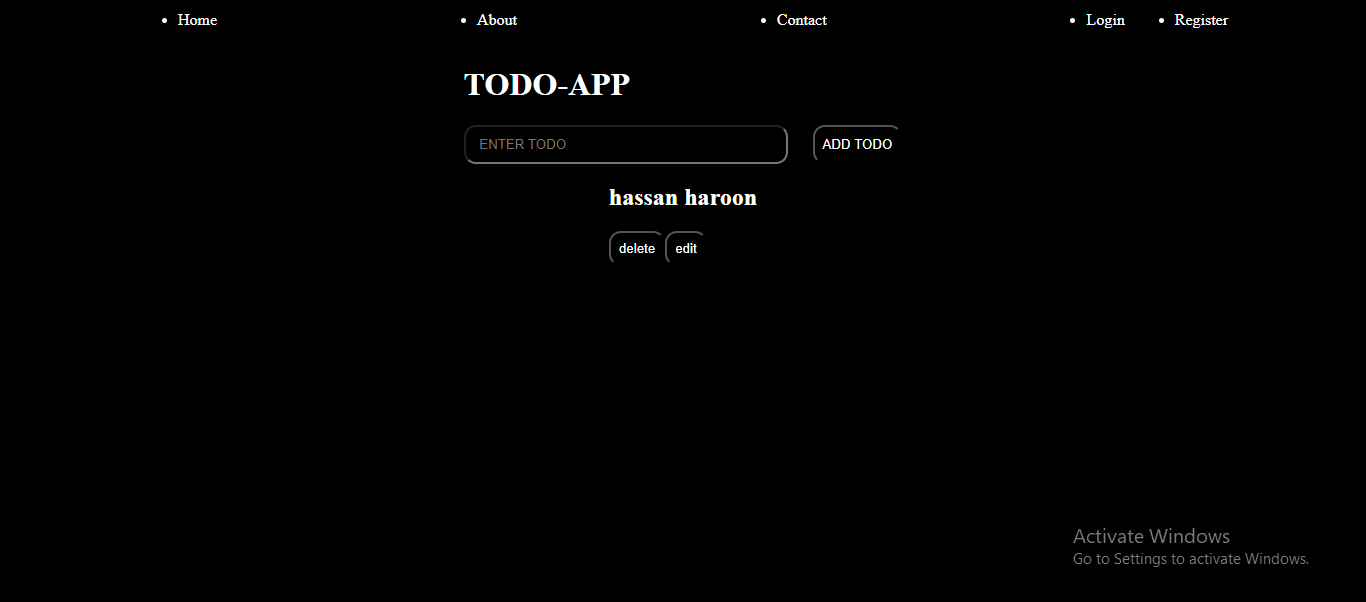 Home About Contact Login Register
TODO-APP
ENTER TODO ADD TODO
hassan haroon
delete edit
Activate Windows
Go to Settings to activate Windows.